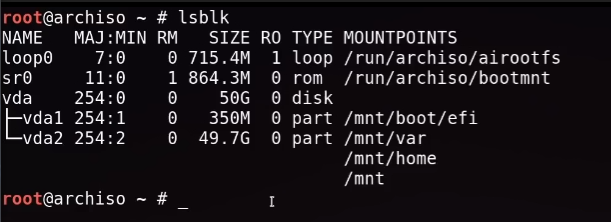 root@archiso ~ # lsblk
NAME   MAJ:MIN RM   SIZE RO TYPE MOUNTPOINTS
loop0    7:0    0 715.4M  1 loop /run/archiso/airootfs
sr0     11:0    1 864.3M  0 rom  /run/archiso/bootmnt
vda    254:0    0    50G  0 disk
├─vda1 254:1    0   350M  0 part /mnt/boot/efi
└─vda2 254:2    0  49.7G  0 part /mnt/var
                                 /mnt/home
                                 /mnt
root@archiso ~ # _